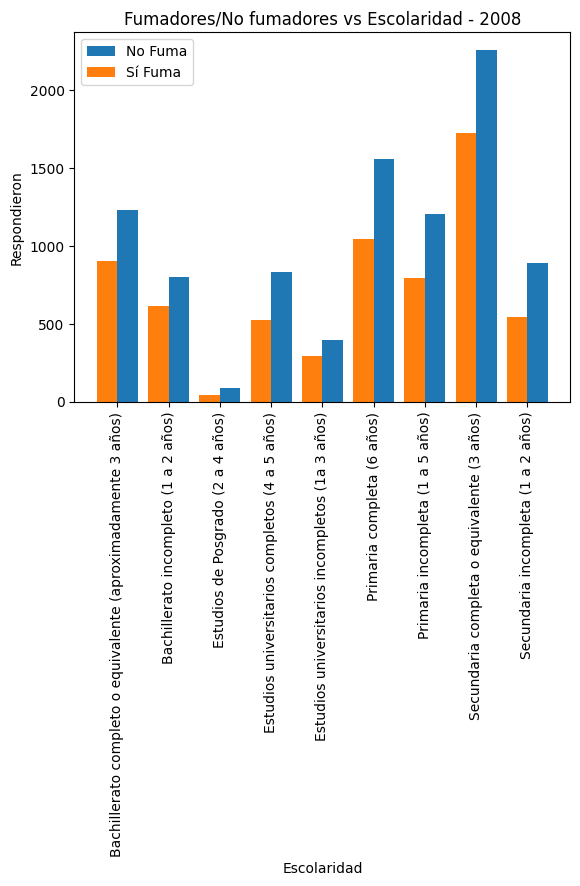 Fumadores/No fumadores vs Escolaridad - 2008
No Fuma
Sí Fuma
Respondieron
2000
1500
1000
500
0
Bachillerato completo o equivalente (aproximadamente 3 años)
Bachillerato incompleto (1 a 2 años)
Estudios de Posgrado (2 a 4 años)
Estudios universitarios completos (4 a 5 años)
Estudios universitarios incompletos (1a 3 años)
Primaria completa (6 años)
Primaria incompleta (1 a 5 años)
Secundaria completa o equivalente (3 años)
Secundaria incompleta (1 a 2 años)
Escolaridad